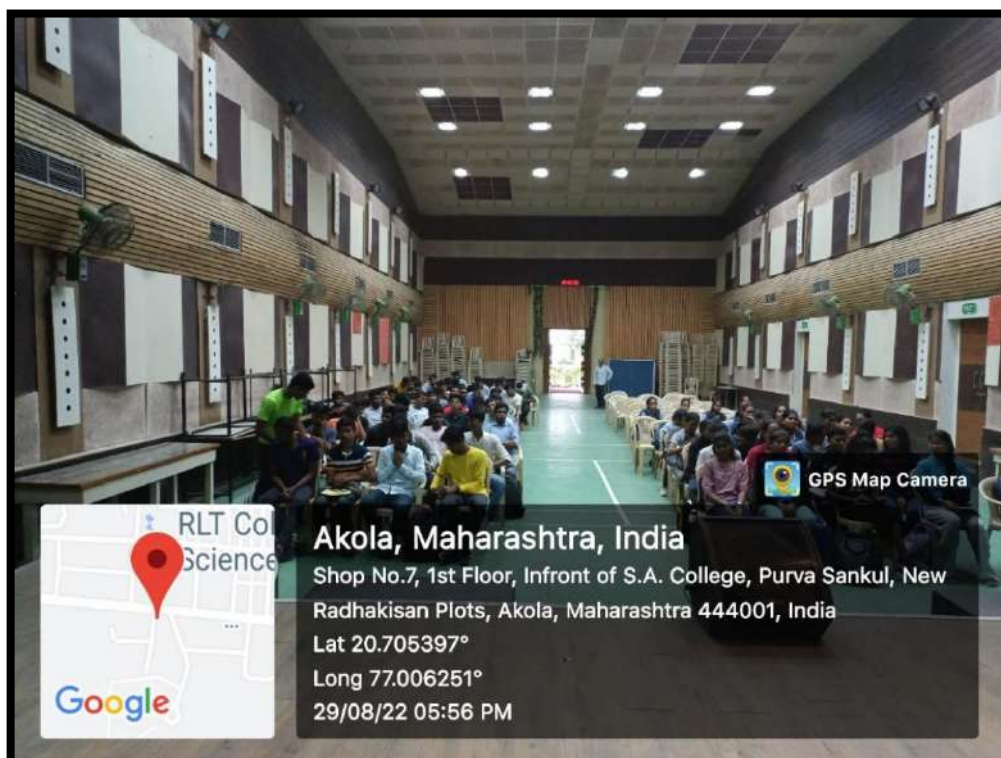 GPS Map Camera
RLT Col
Science
Google
Akola, Maharashtra, India
Shop No.7, 1st Floor, Infront of S.A. College, Purva Sankul, New
Radhakisan Plots, Akola, Maharashtra 444001, India
Lat 20.705397°
Long 77.006251°
29/08/22 05:56 PM